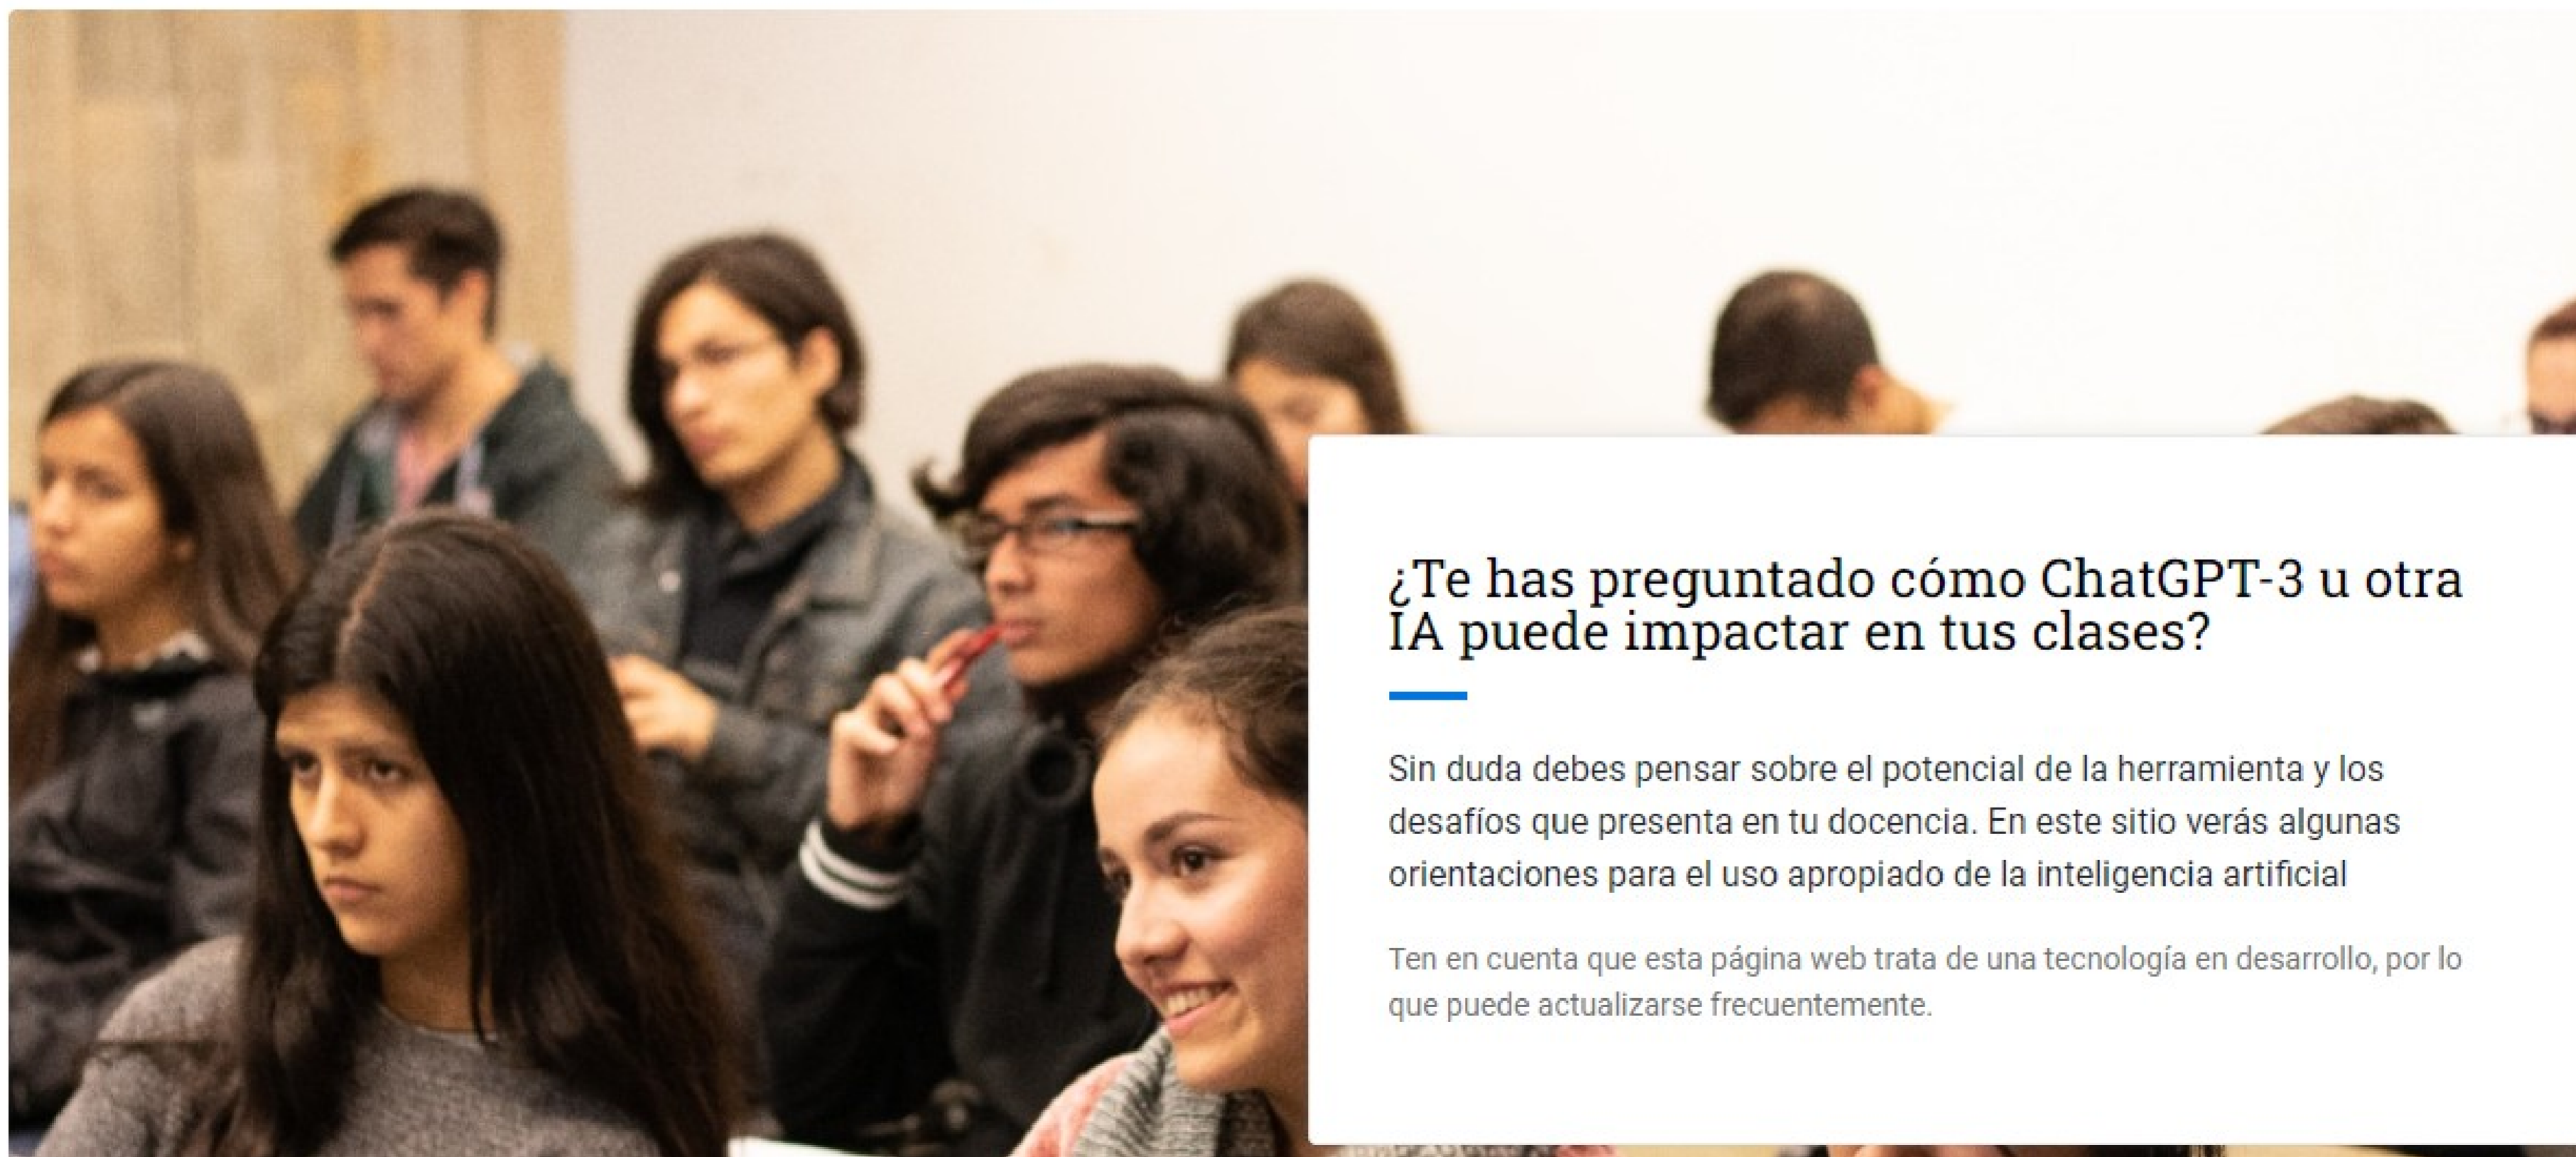 ¿Te has preguntado cómo ChatGPT-3 u otra
IA puede impactar en tus clases?
Sin duda debes pensar sobre el potencial de la herramienta y los
desafíos que presenta en tu docencia. En este sitio verás algunas
orientaciones para el uso apropiado de la inteligencia artificial
Ten en cuenta que esta página web trata de una tecnología en desarrollo, por lo
que puede actualizarse frecuentemente.